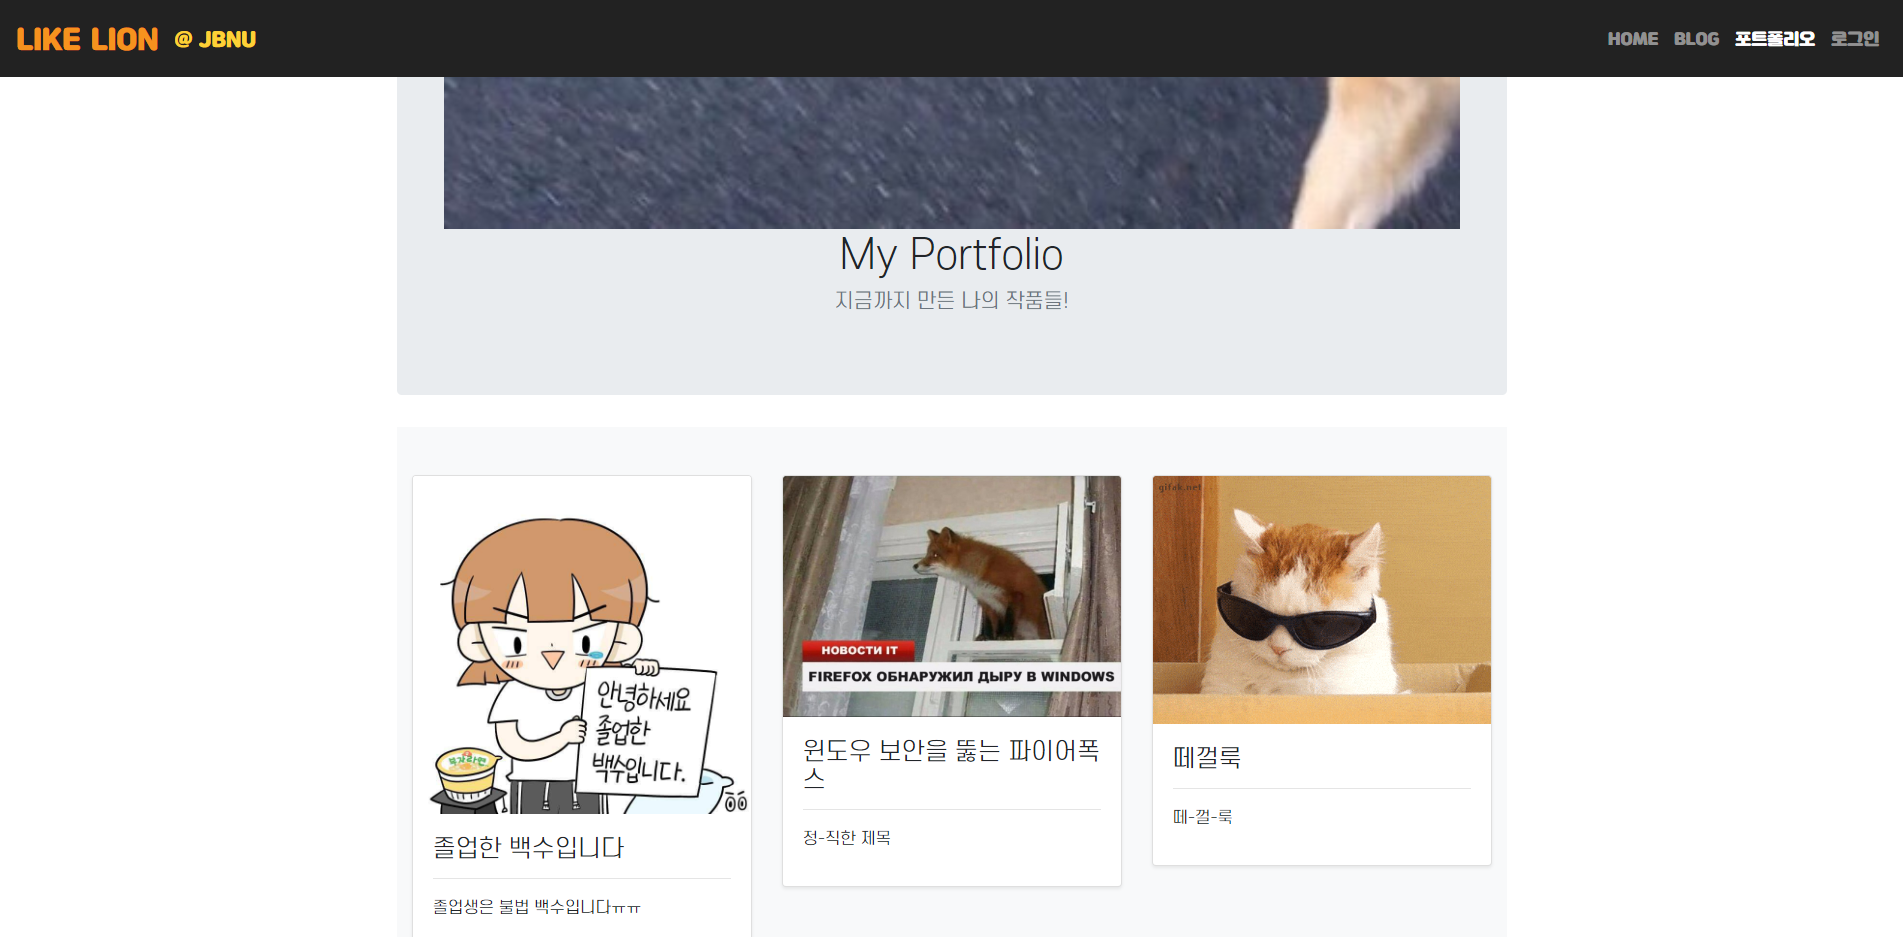 LIKE LION @ JBNU HOME BLOG 포트폴리오 로그인
My Portfolio
지금까지 만든 나의 작품들!
안녕하세요
졸업한
백수입니다.
복자라면
졸업한 백수입니다
졸업생은 불법 백수입니다ㅠㅠ
НОВОСТИ IT
FIREFOX ОБНАРУЖИЛ ДЫРУ В WINDOWS
윈도우 보안을 뚫는 파이어폭
스
정-직한 제목
gifak.net
떼껄룩
떼-껄-룩